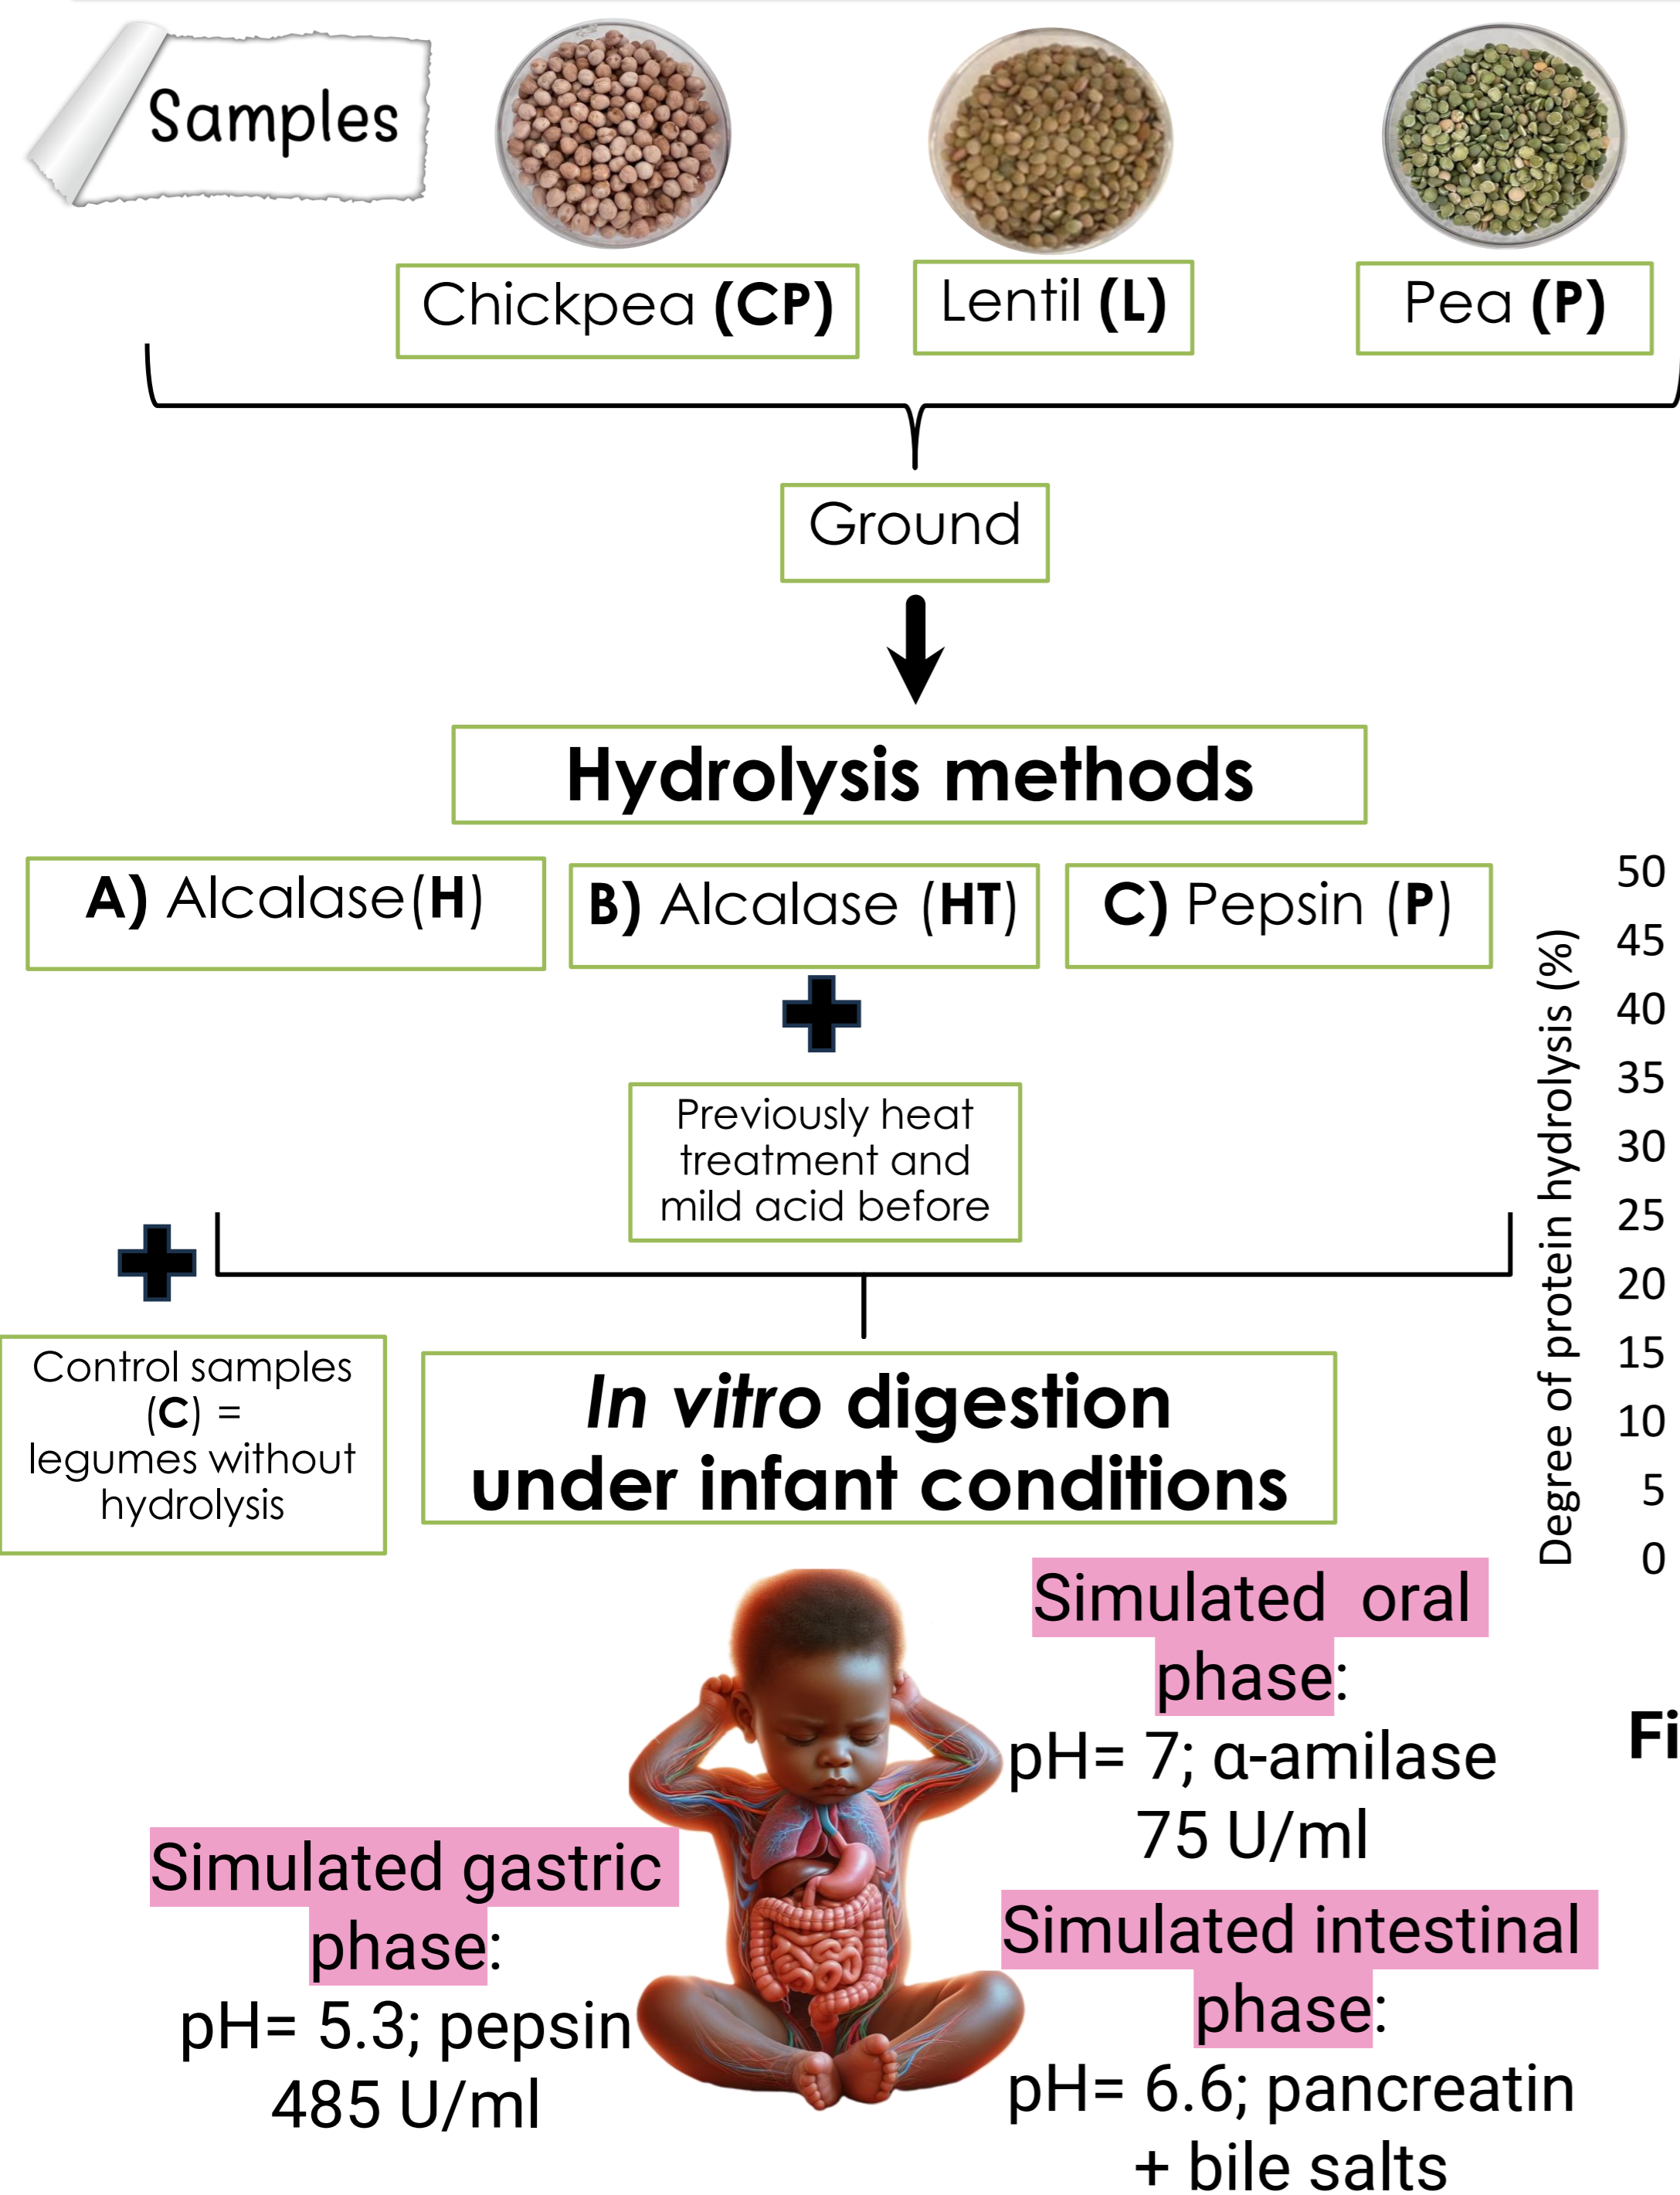 Samples
Chickpea (CP)
Lentil (L)
Pea (P)
Ground
Hydrolysis methods
A) Alcalase(H)
B) Alcalase (HT)
C) Pepsin (P)
Previously heat
treatment and
mild acid before
Control samples
(C) =
legumes without
hydrolysis
In vitro digestion
under infant conditions
Degree of protein hydrolysis (%)
50
45
40
35
30
25
20
15
10
5
0
Simulated oral
phase:
pH= 7; α-amilase
75 U/ml
Fi
Simulated gastric
phase:
pH= 5.3; pepsin
485 U/ml
Simulated intestinal
phase:
pH= 6.6; pancreatin
+ bile salts